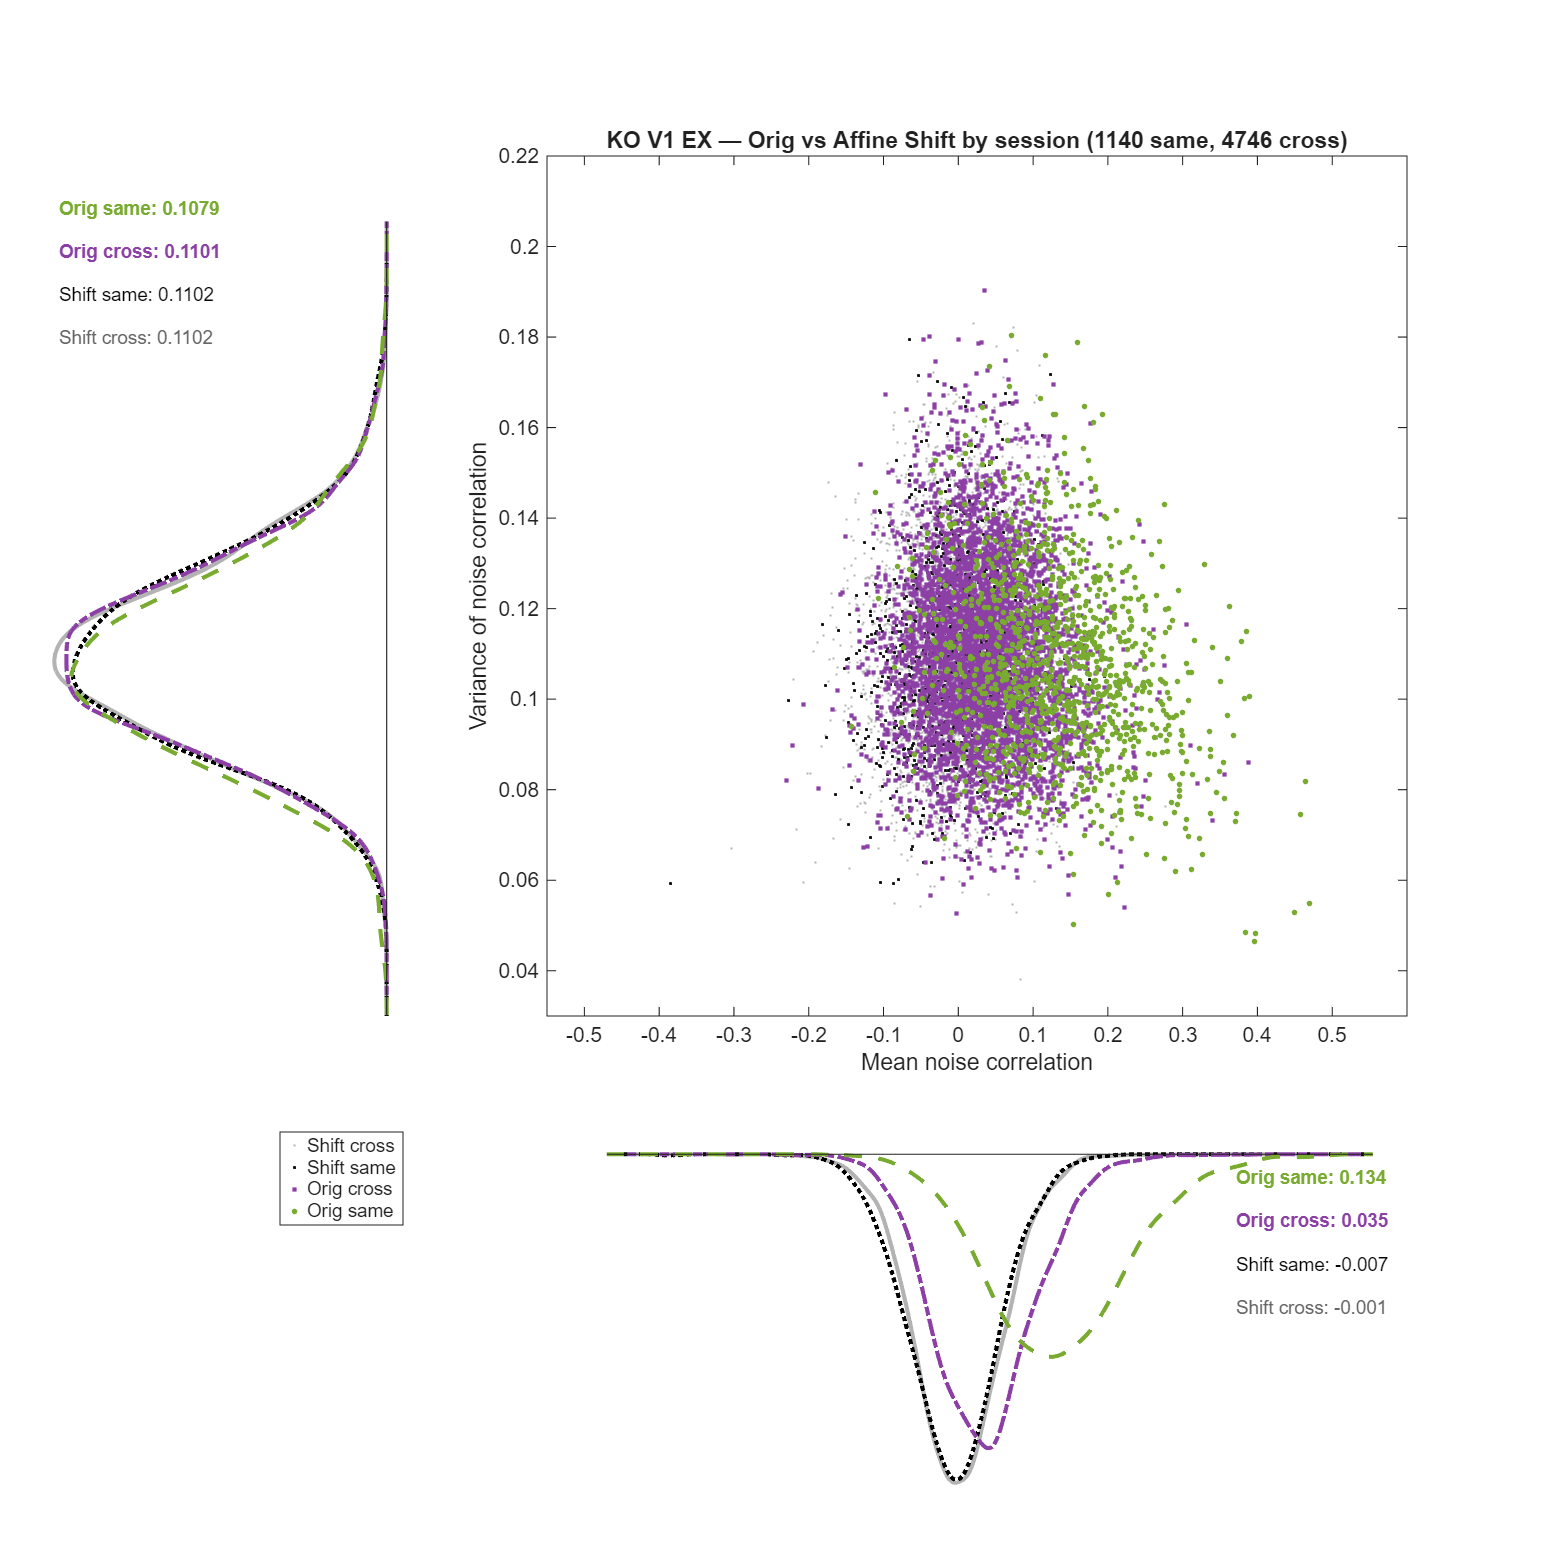 KO V1 EX — Orig vs Affine Shift by session (1140 same, 4746 cross)
Orig same: 0.1079
Orig cross: 0.1101
Shift same: 0.1102
Shift cross: 0.1102
Variance of noise correlation
0.22
0.2
0.18
0.16
0.14
0.12
0.1
0.08
0.06
0.04
-0.5 -0.4 -0.3 -0.2 -0.1 0 0.1 0.2 0.3 0.4 0.5
Mean noise correlation
Shift cross
Shift same
Orig cross
Orig same
Orig same: 0.134
Orig cross: 0.035
Shift same: -0.007
Shift cross: -0.001